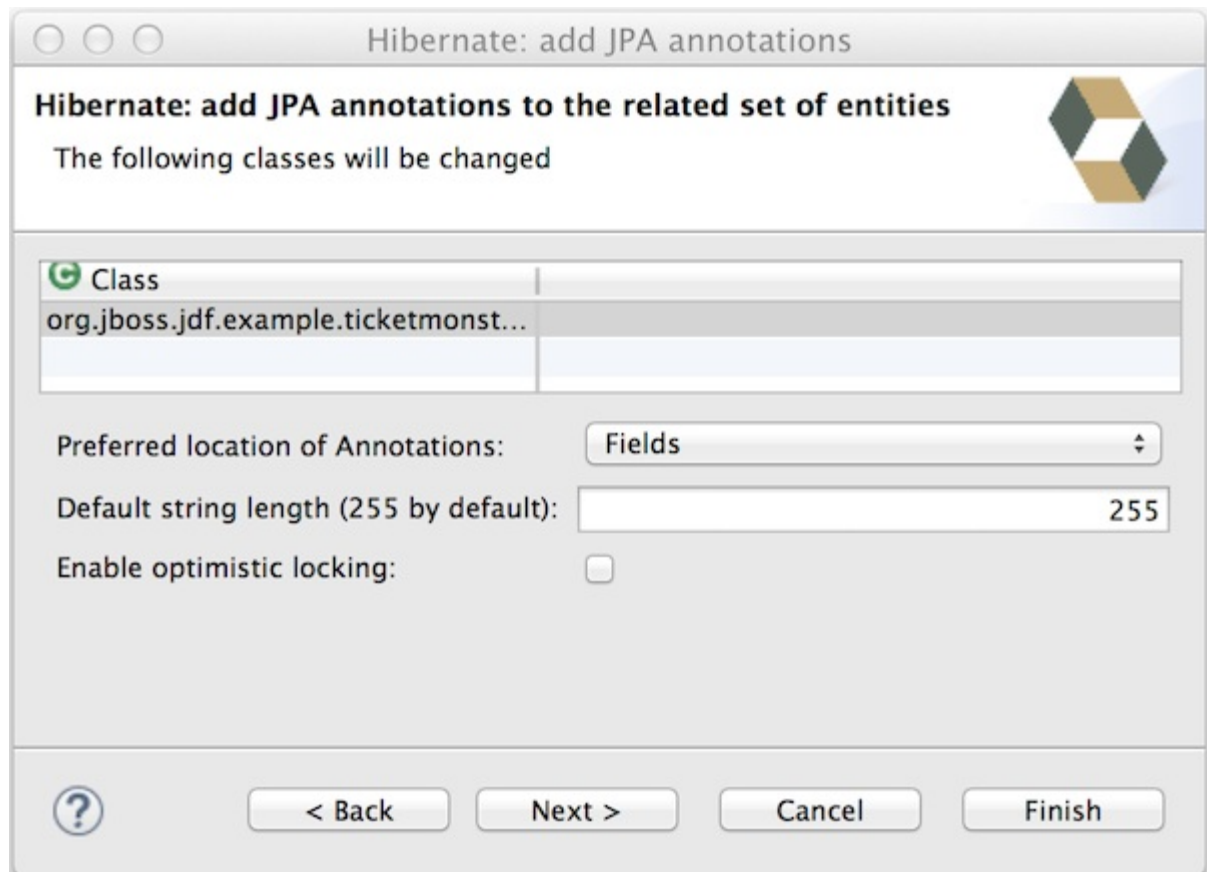 Hibernate: add JPA annotations
Hibernate: add JPA annotations to the related set of entities
The following classes will be changed
C Class
org.jboss.jdf.example.ticketmonst...
Preferred location of Annotations: Fields
Default string length (255 by default): 255
Enable optimistic locking:
? < Back Next > Cancel Finish